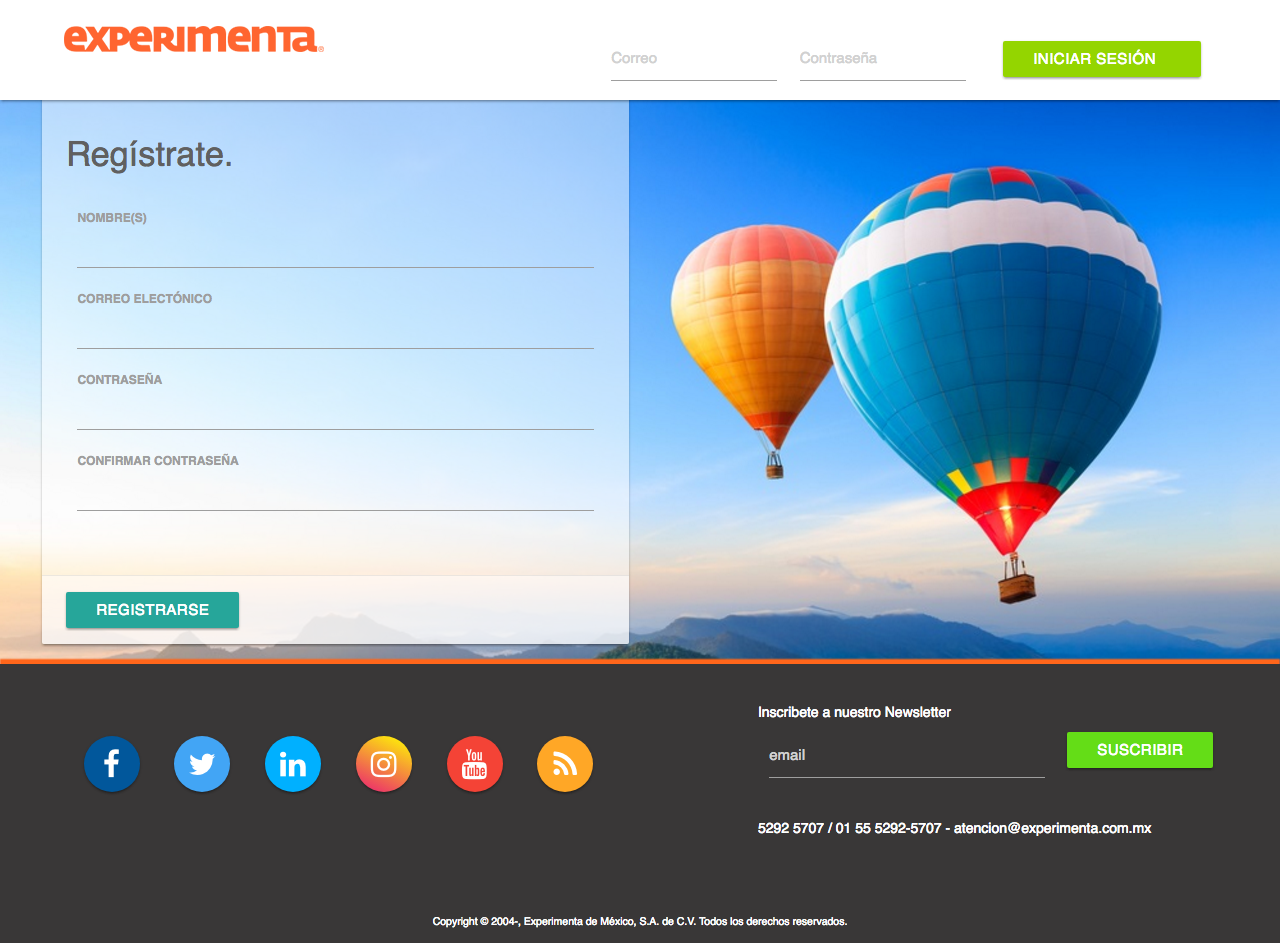 experimenta®
Correo
Contraseña
INICIAR SESIÓN
Regístrate.
NOMBRE(S)
CORREO ELECTÓNICO
CONTRASEÑA
CONFIRMAR CONTRASEÑA
REGISTRARSE
Inscribete a nuestro Newsletter
email
SUSCRIBIR
You
Tube
5292 5707 / 01 55 5292-5707 - atencion@experimenta.com.mx
Copyright © 2004-, Experimenta de México, S.A. de C.V. Todos los derechos reservados.